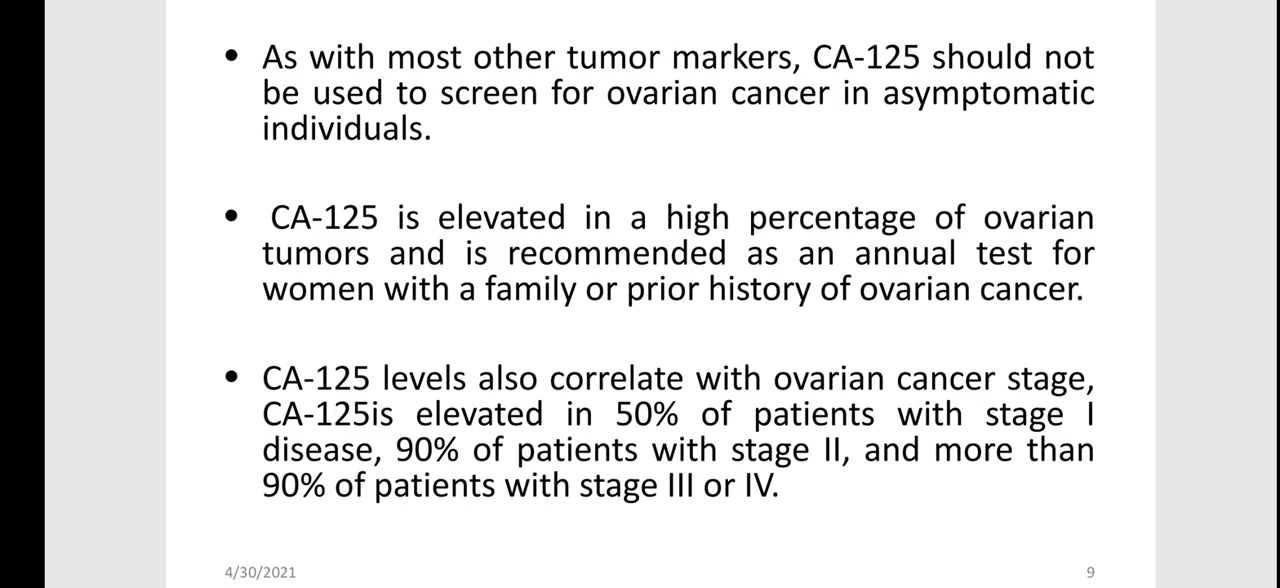 • As with most other tumor markers, CA-125 should not
be used to screen for ovarian cancer in asymptomatic
individuals.
• CA-125 is elevated in a high percentage of ovarian
tumors and is recommended as an annual test for
women with a family or prior history of ovarian cancer.
• CA-125 levels also correlate with ovarian cancer stage,
CA-125is elevated in 50% of patients with stage I
disease, 90% of patients with stage II, and more than
90% of patients with stage III or IV.
4/30/2021
9